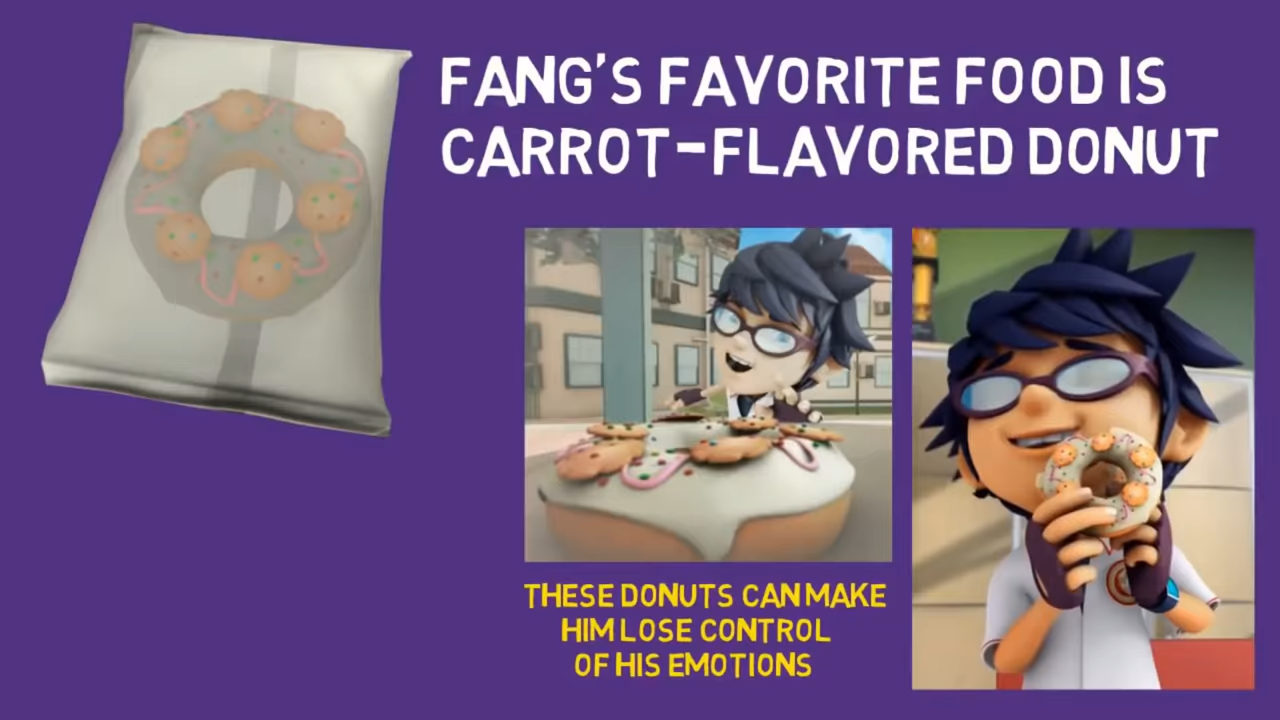 FANG'S FAVORITE FOOD IS
CARROT-FLAVORED DONUT
THESE DONUTS CAN MAKE
HIM LOSE CONTROL
OF HIS EMOTIONS